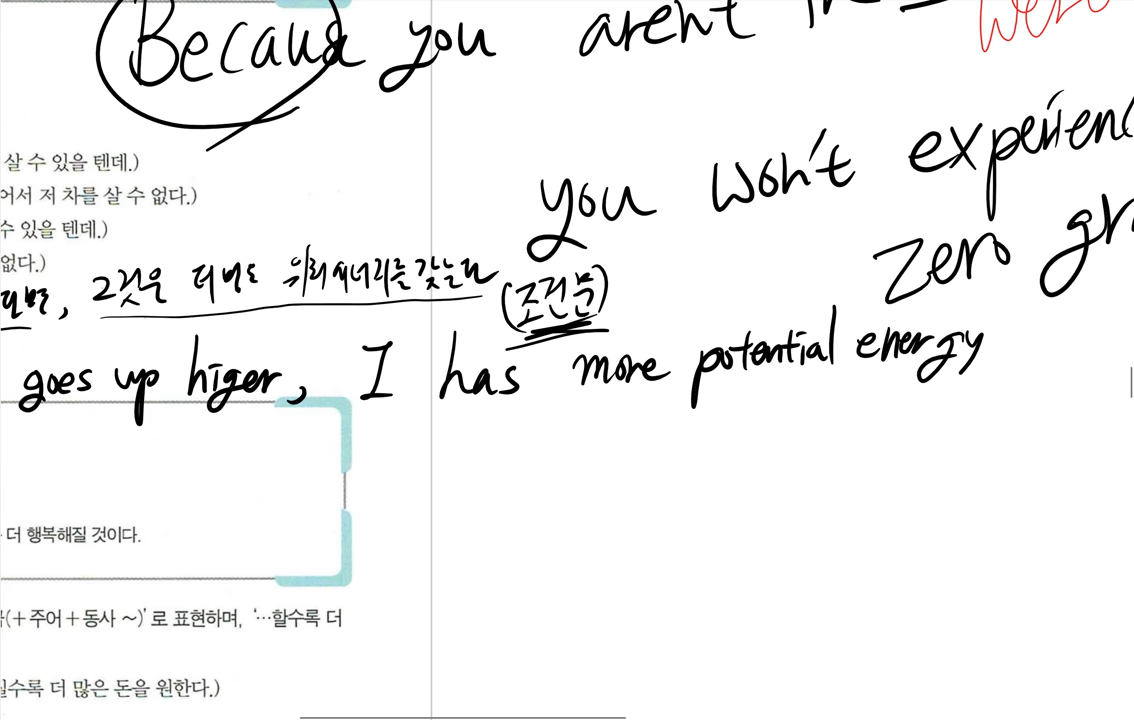 Becaus you aren't in
살 수 있을 텐데.)
어서 저 차를 살 수 없다.)
you won't experienc
수 있을 텐데.)
zero gr
없다.)
그것은 더 많은 위치에너지를 갖는다 (조건문)
goes up higer, I has more potential energy
더 행복해질 것이다.
(+주어+동사 ~)’로 표현하며, ‘…할수록 더
수록 더 많은 돈을 원한다.)